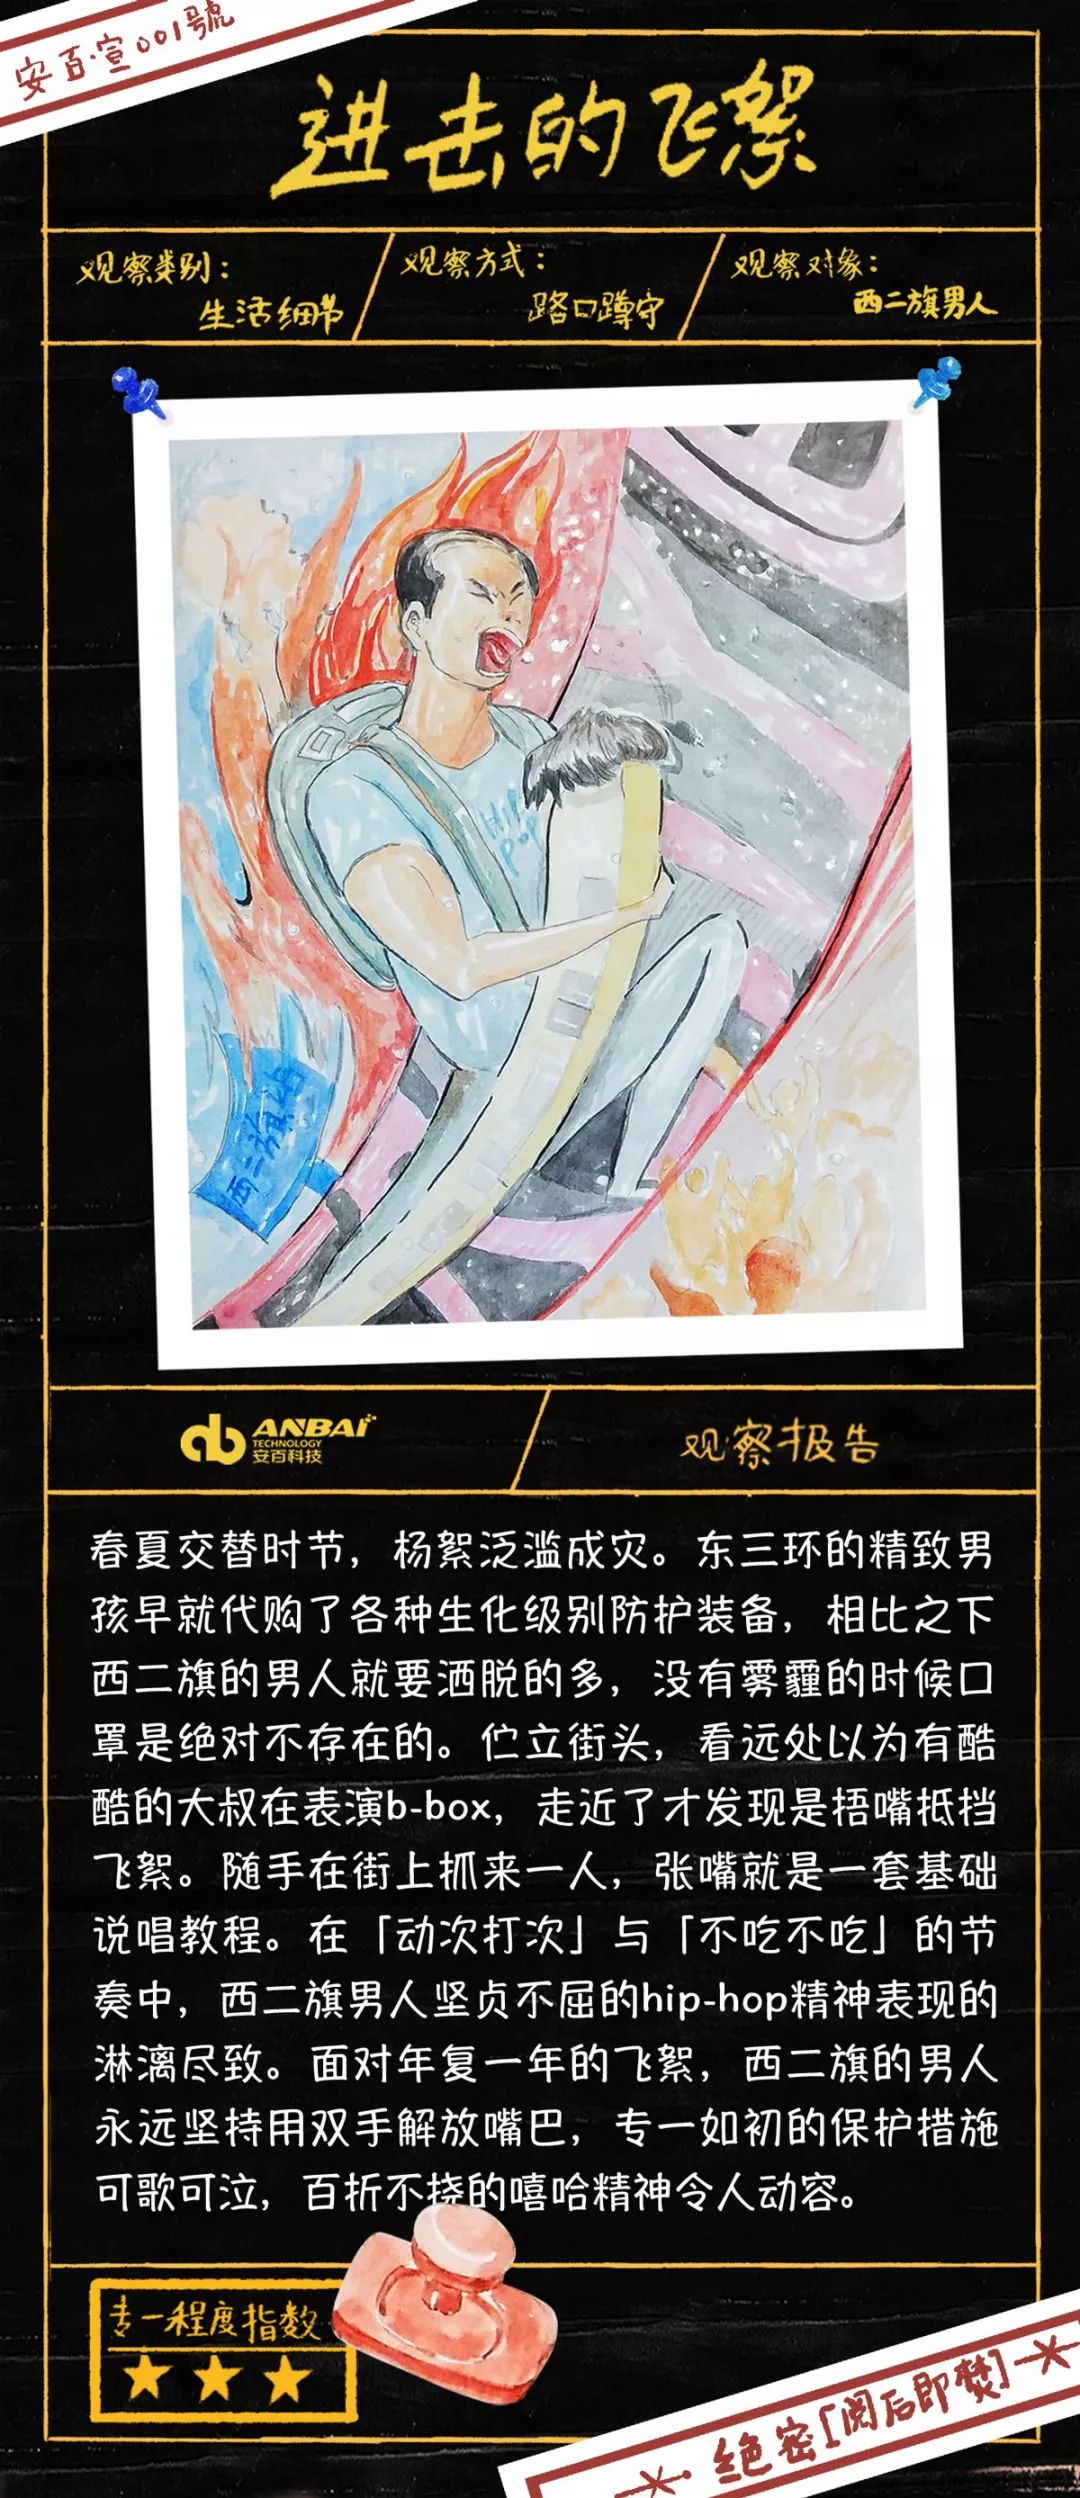 安百·宣001號
进击的飞絮
观察类别：
生活细节
观察方式：
路口蹲守
观察对象：
西二旗男人
HIP
POP
西二旗站
ANBAI
TECHNOLOGY
安百科技
观察报告
春夏交替时节，杨絮泛滥成灾。东三环的精致男
孩早就代购了各种生化级别防护装备，相比之下
西二旗的男人就要洒脱的多，没有雾霾的时候口
罩是绝对不存在的。伫立街头，看远处以为有酷
酷的大叔在表演b-box，走近了才发现是捂嘴抵挡
飞絮。随手在街上抓来一人，张嘴就是一套基础
说唱教程。在「动次打次」与「不吃不吃」的节
奏中，西二旗男人坚贞不屈的hip-hop精神表现的
淋漓尽致。面对年复一年的飞絮，西二旗的男人
永远坚持用双手解放嘴巴，专一如初的保护措施
可歌可泣，百折不挠的嘻哈精神令人动容。
专一程度指数
绝密[阅后即焚]